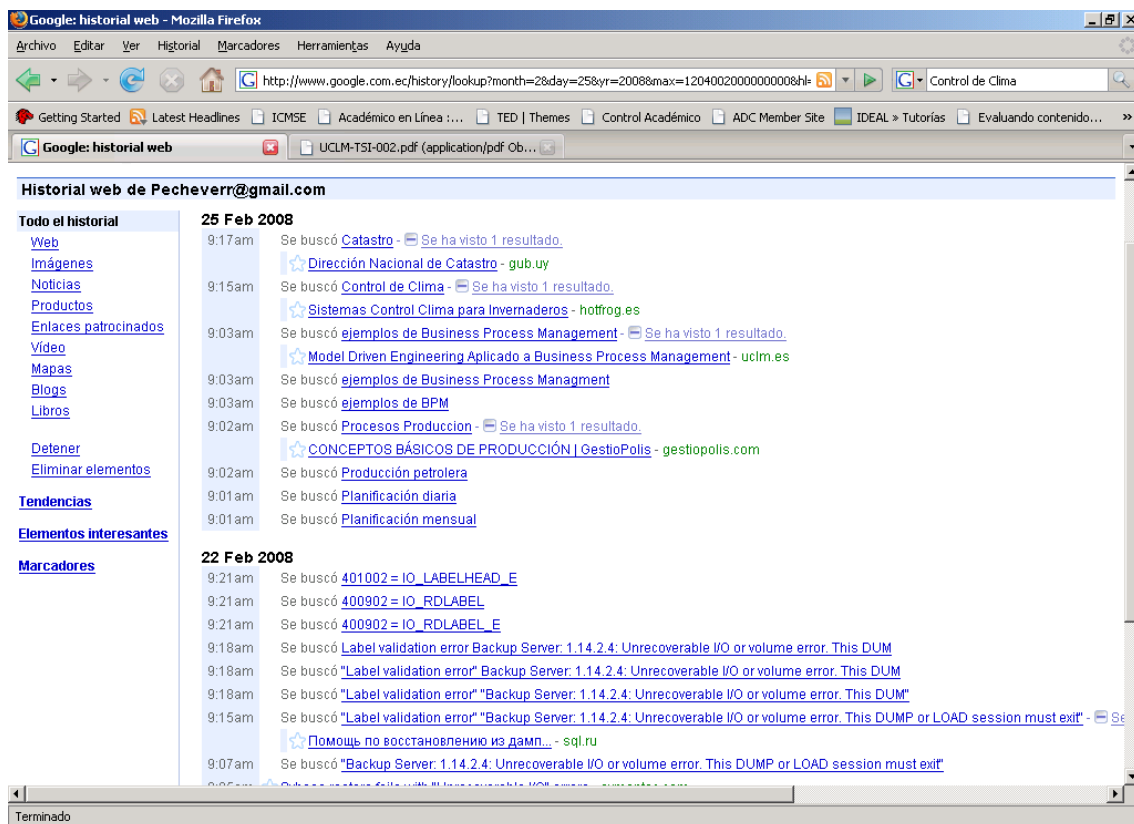 Google: historial web - Mozilla Firefox
Archivo Editar Ver Historial Marcadores Herramientas Ayuda
http://www.google.com.ec/history/lookup?month=2&day=25&yr=2008&max=1204002000000000&hl= Control de Clima
Getting Started Latest Headlines ICMSE Académico en Línea :... TED | Themes Control Académico ADC Member Site IDEAL » Tutorías Evaluando contenido... »
Google: historial web UCLM-TSI-002.pdf (application/pdf Ob...
Historial web de Pecheverr@gmail.com
Todo el historial
Web
Imágenes
Noticias
Productos
Enlaces patrocinados
Vídeo
Mapas
Blogs
Libros
Detener
Eliminar elementos
Tendencias
Elementos interesantes
Marcadores
25 Feb 2008
9:17am Se buscó Catastro - Se ha visto 1 resultado.
Dirección Nacional de Catastro - gub.uy
9:15am Se buscó Control de Clima - Se ha visto 1 resultado.
Sistemas Control Clima para Invernaderos - hotfrog.es
9:03am Se buscó ejemplos de Business Process Management - Se ha visto 1 resultado.
Model Driven Engineering Aplicado a Business Process Management - uclm.es
9:03am Se buscó ejemplos de Business Process Managment
9:03am Se buscó ejemplos de BPM
9:02am Se buscó Procesos Produccion - Se ha visto 1 resultado.
CONCEPTOS BÁSICOS DE PRODUCCIÓN | GestioPolis - gestiopolis.com
9:02am Se buscó Producción petrolera
9:01am Se buscó Planificación diaria
9:01am Se buscó Planificación mensual
22 Feb 2008
9:21am Se buscó 401002 = IO_LABELHEAD_E
9:21am Se buscó 400902 = IO_RDLABEL
9:21am Se buscó 400902 = IO_RDLABEL_E
9:18am Se buscó Label validation error Backup Server: 1.14.2.4: Unrecoverable I/O or volume error. This DUM
9:18am Se buscó "Label validation error" Backup Server: 1.14.2.4: Unrecoverable I/O or volume error. This DUM
9:18am Se buscó "Label validation error" "Backup Server: 1.14.2.4: Unrecoverable I/O or volume error. This DUM"
9:15am Se buscó "Label validation error" "Backup Server: 1.14.2.4: Unrecoverable I/O or volume error. This DUMP or LOAD session must exit" - Se
Помощь по восстановлению из дамп... - sql.ru
9:07am Se buscó "Backup Server: 1.14.2.4: Unrecoverable I/O or volume error. This DUMP or LOAD session must exit"
Terminado